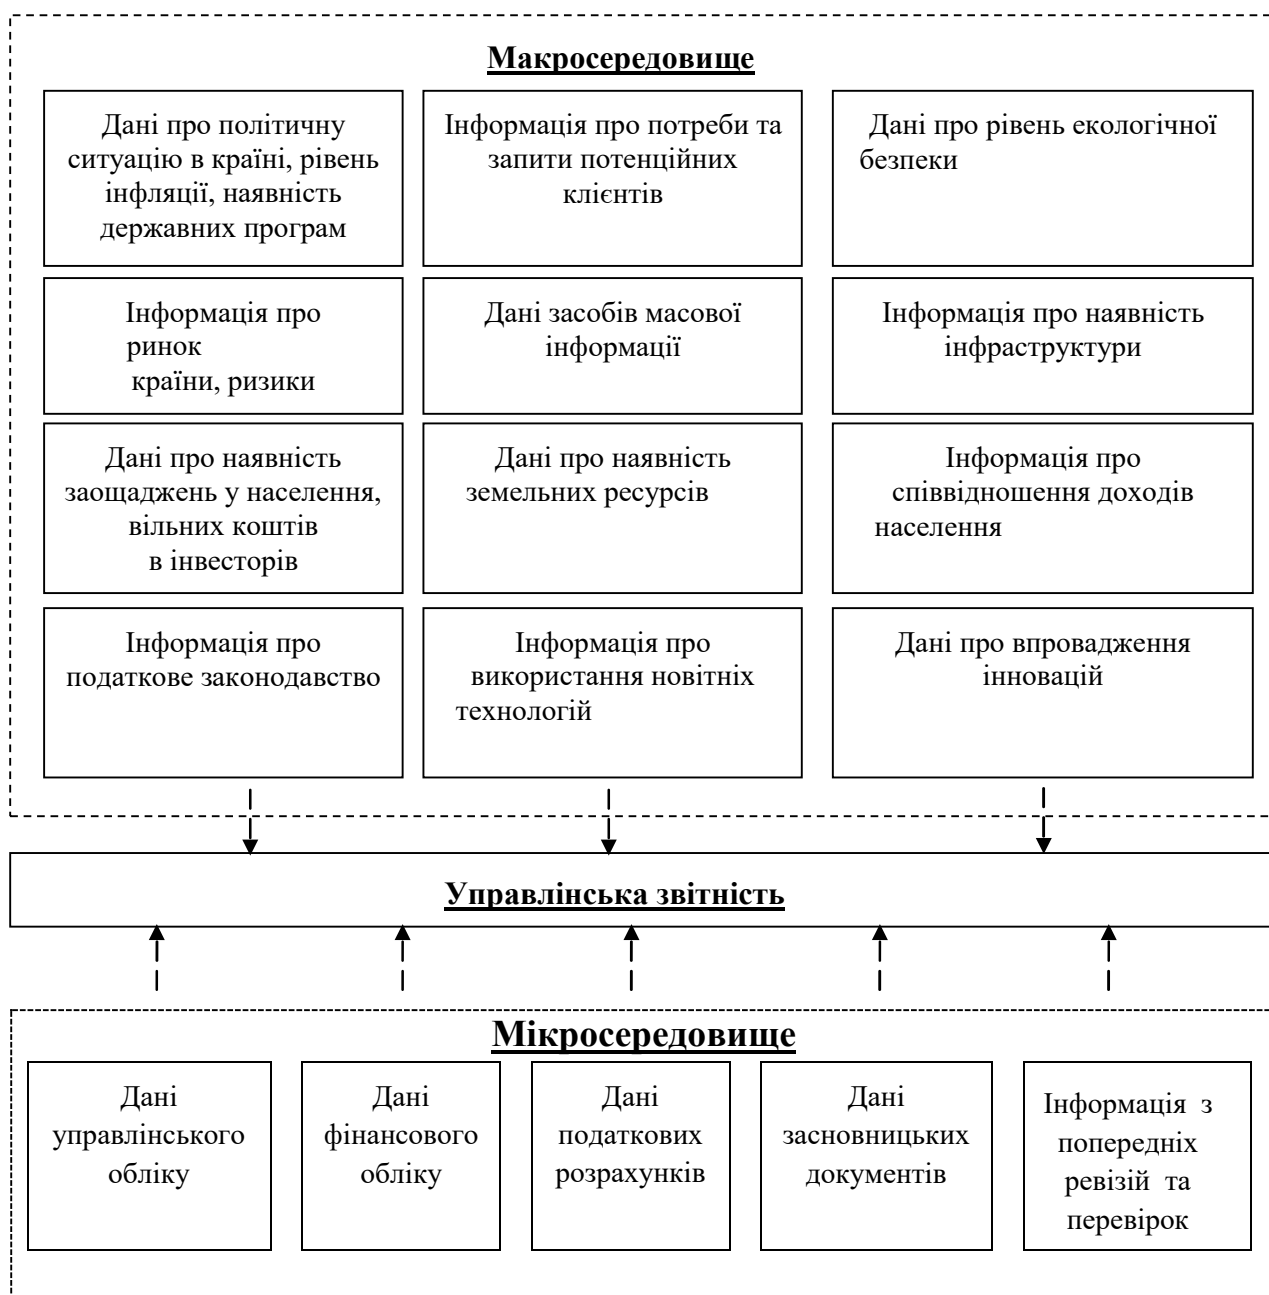 Макросередовище
Дані про політичну
ситуацію в країні, рівень
інфляції, наявність
державних програм
Інформація про потреби та
запити потенційних
клієнтів
Дані про рівень екологічної
безпеки
Інформація про
ринок
країни, ризики
Дані засобів масової
інформації
Інформація про наявність
інфраструктури
Дані про наявність
заощаджень у населення,
вільних коштів
в інвесторів
Дані про наявність
земельних ресурсів
Інформація про
співвідношення доходів
населення
Інформація про
податкове законодавство
Інформація про
використання новітніх
технологій
Дані про впровадження
інновацій
Управлінська звітність
Мікросередовище
Дані
управлінського
обліку
Дані
фінансового
обліку
Дані
податкових
розрахунків
Дані
засновницьких
документів
Інформація з
попередніх
ревізій та
перевірок